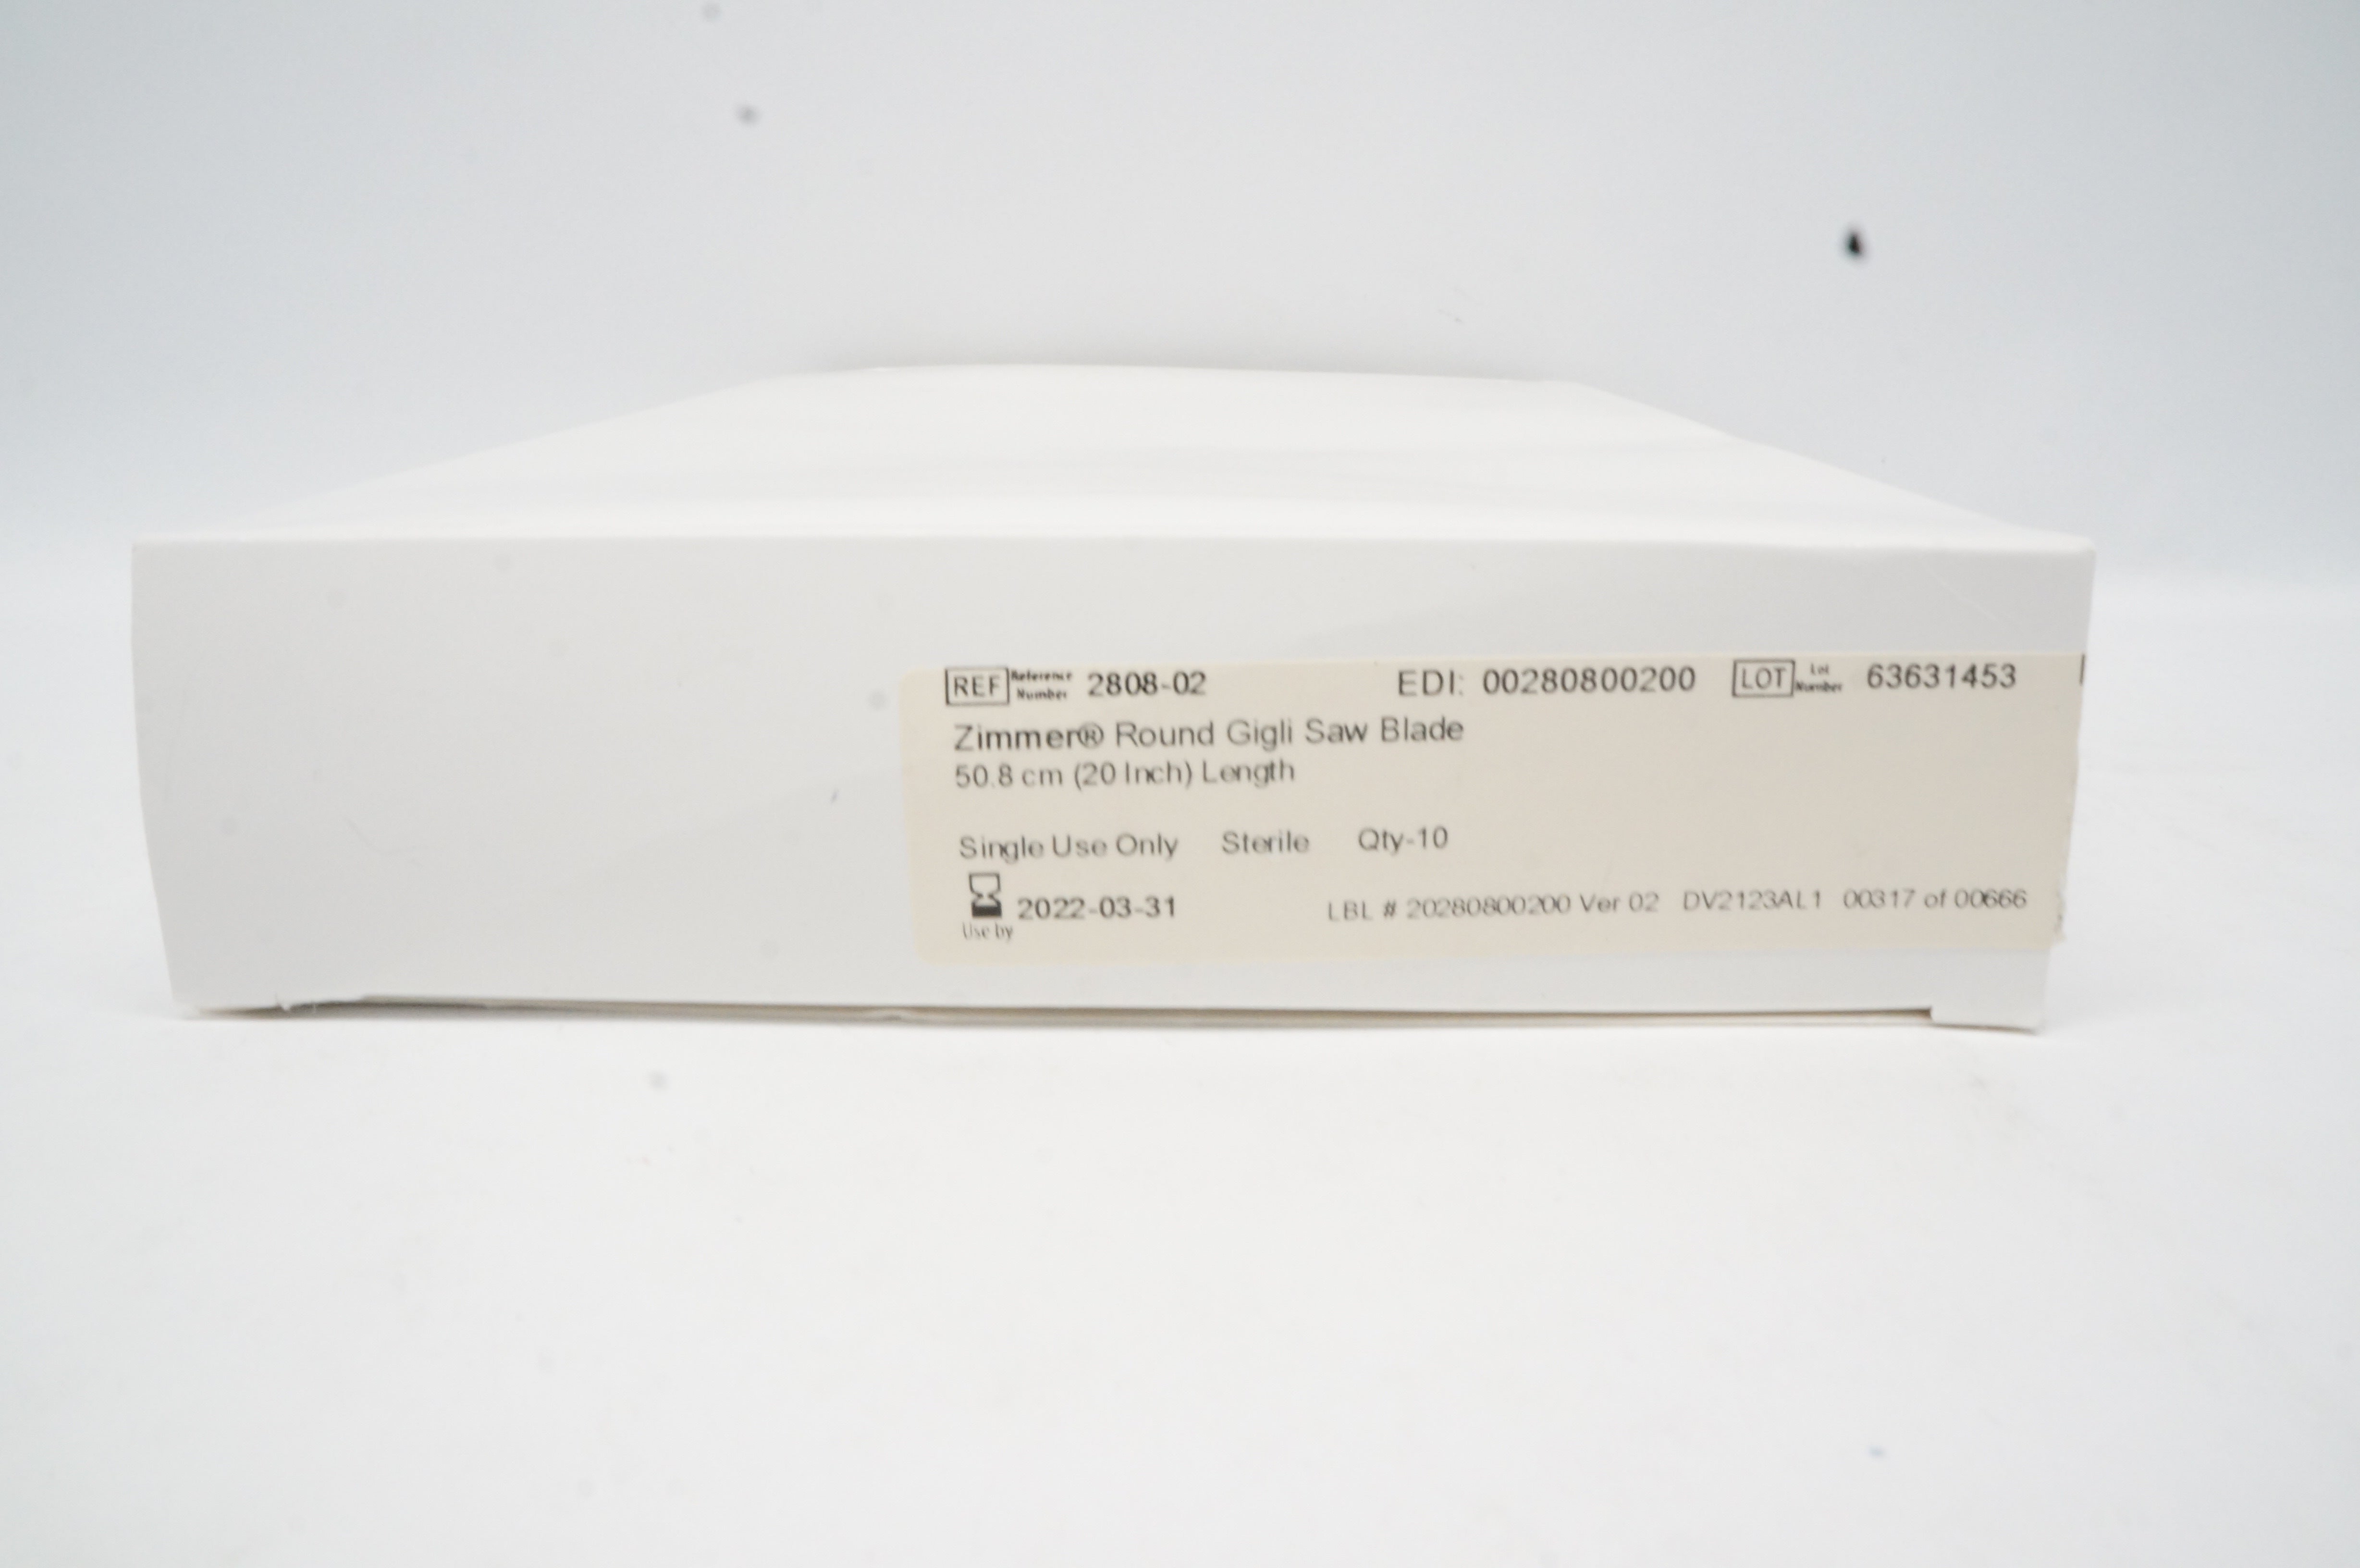 REF Reference Number 2808-02 EDI: 00280800200 LOT Lot Number 63631453
Zimmer® Round Gigli Saw Blade
50.8 cm (20 Inch) Length
Single Use Only Sterile Qty-10
2022-03-31 LBL # 20280800200 Ver 02 DV2123AL1 00317 of 00666
Use by